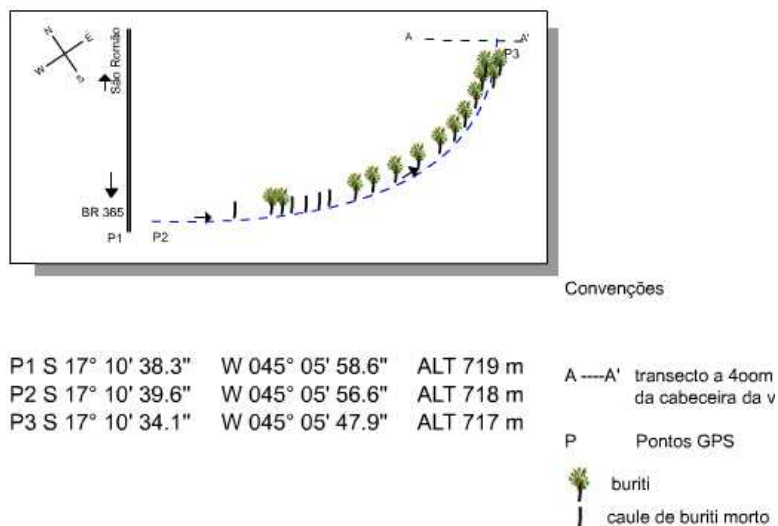 N
E
W
S
São Romão
BR 365
P1
P2
A
A'
P3
Convenções
P1 S 17° 10' 38.3" W 045° 05' 58.6" ALT 719 m
P2 S 17° 10' 39.6" W 045° 05' 56.6" ALT 718 m
P3 S 17° 10' 34.1" W 045° 05' 47.9" ALT 717 m
A ----A' transecto a 4oom
da cabeceira da v
P Pontos GPS
buriti
caule de buriti morto